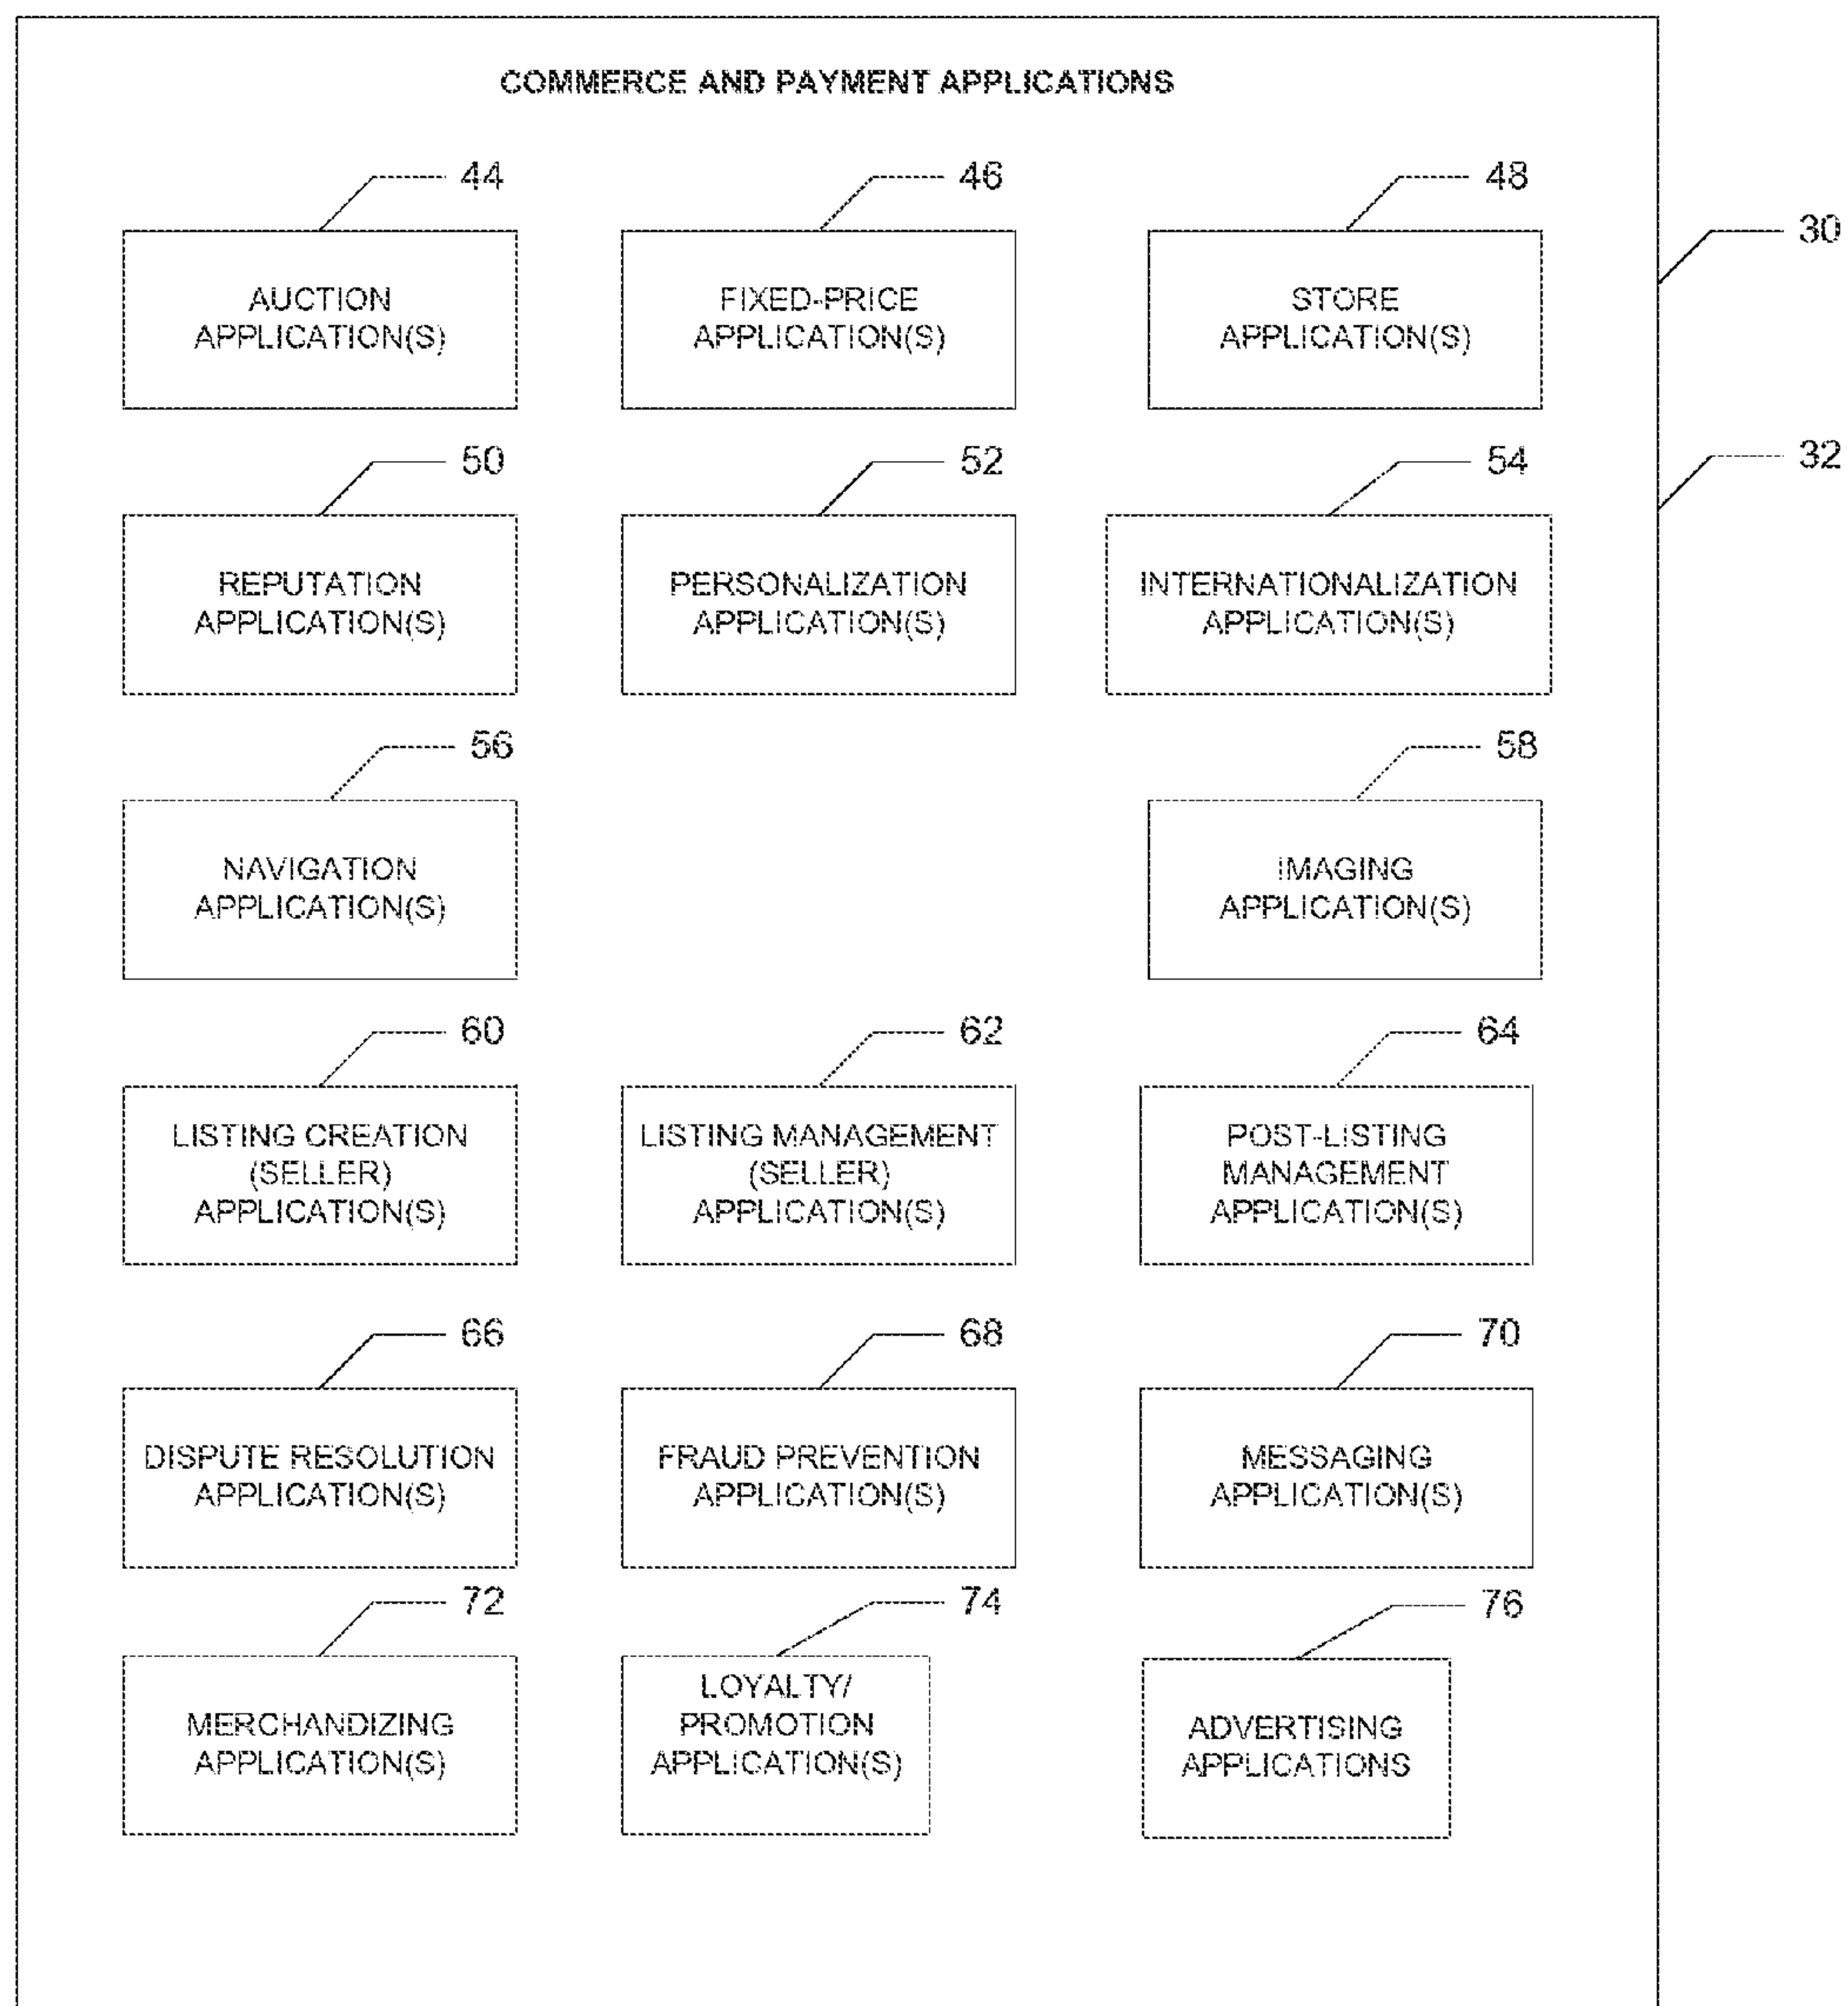 COMMERCE AND PAYMENT APPLICATIONS
44
46
48
30
AUCTION
APPLICATION(S)
FIXED-PRICE
APPLICATION(S)
STORE
APPLICATION(S)
50
52
54
32
REPUTATION
APPLICATION(S)
PERSONALIZATION
APPLICATION(S)
INTERNATIONALIZATION
APPLICATION(S)
56
58
NAVIGATION
APPLICATION(S)
IMAGING
APPLICATION(S)
60
62
64
LISTING CREATION
(SELLER)
APPLICATION(S)
LISTING MANAGEMENT
(SELLER)
APPLICATION(S)
POST-LISTING
MANAGEMENT
APPLICATION(S)
66
68
70
DISPUTE RESOLUTION
APPLICATION(S)
FRAUD PREVENTION
APPLICATION(S)
MESSAGING
APPLICATION(S)
72
74
76
MERCHANDIZING
APPLICATION(S)
LOYALTY/
PROMOTION
APPLICATION(S)
ADVERTISING
APPLICATIONS